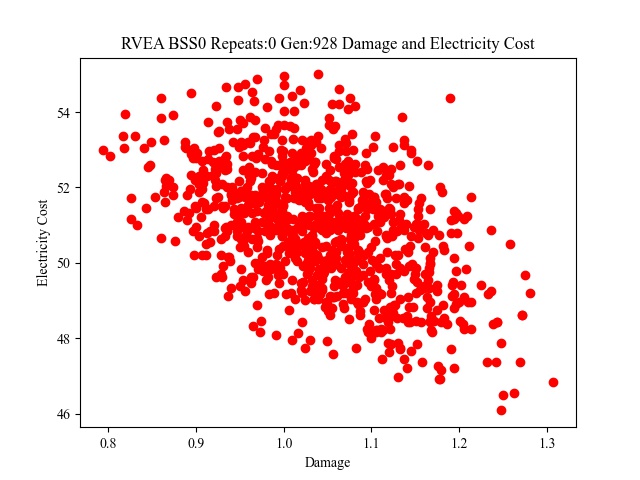 RVEA BSS0 Repeats:0 Gen:928 Damage and Electricity Cost
54
52
50
48
46
Electricity Cost
0.8 0.9 1.0 1.1 1.2 1.3
Damage